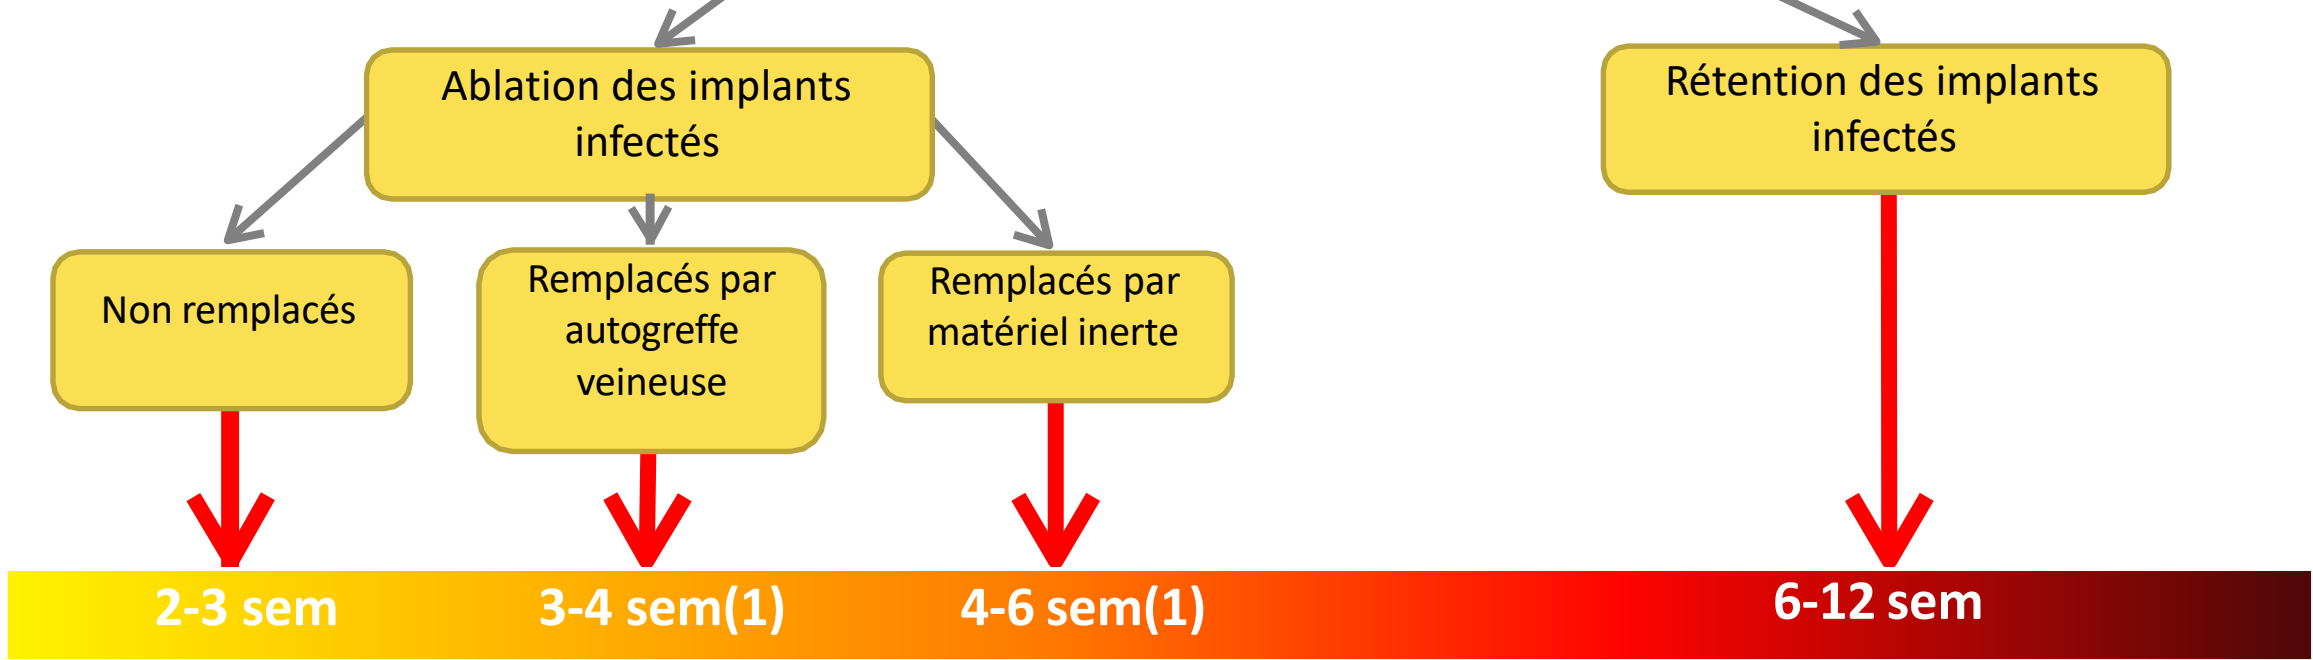 Ablation des implants
infectés
Rétention des implants
infectés
Non remplacés
Remplacés par
autogreffe
veineuse
Remplacés par
matériel inerte
2-3 sem
3-4 sem(1)
4-6 sem(1)
6-12 sem